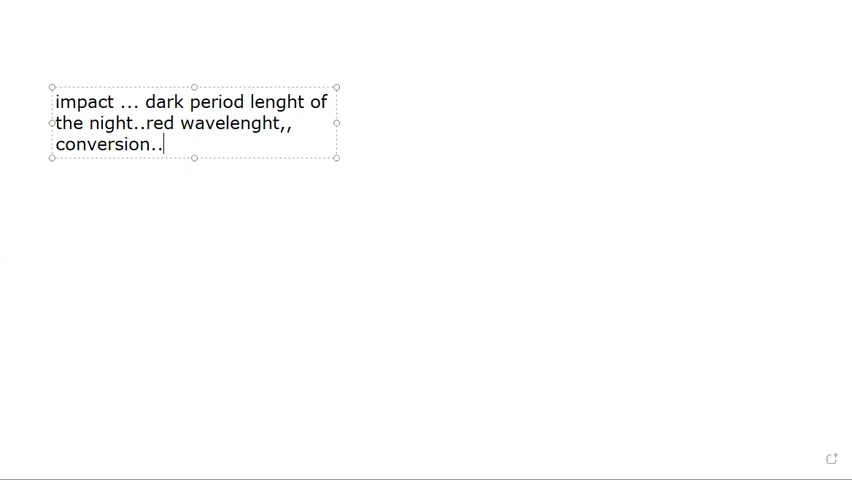 impact ... dark period lenght of
the night..red wavelenght,,
conversion..